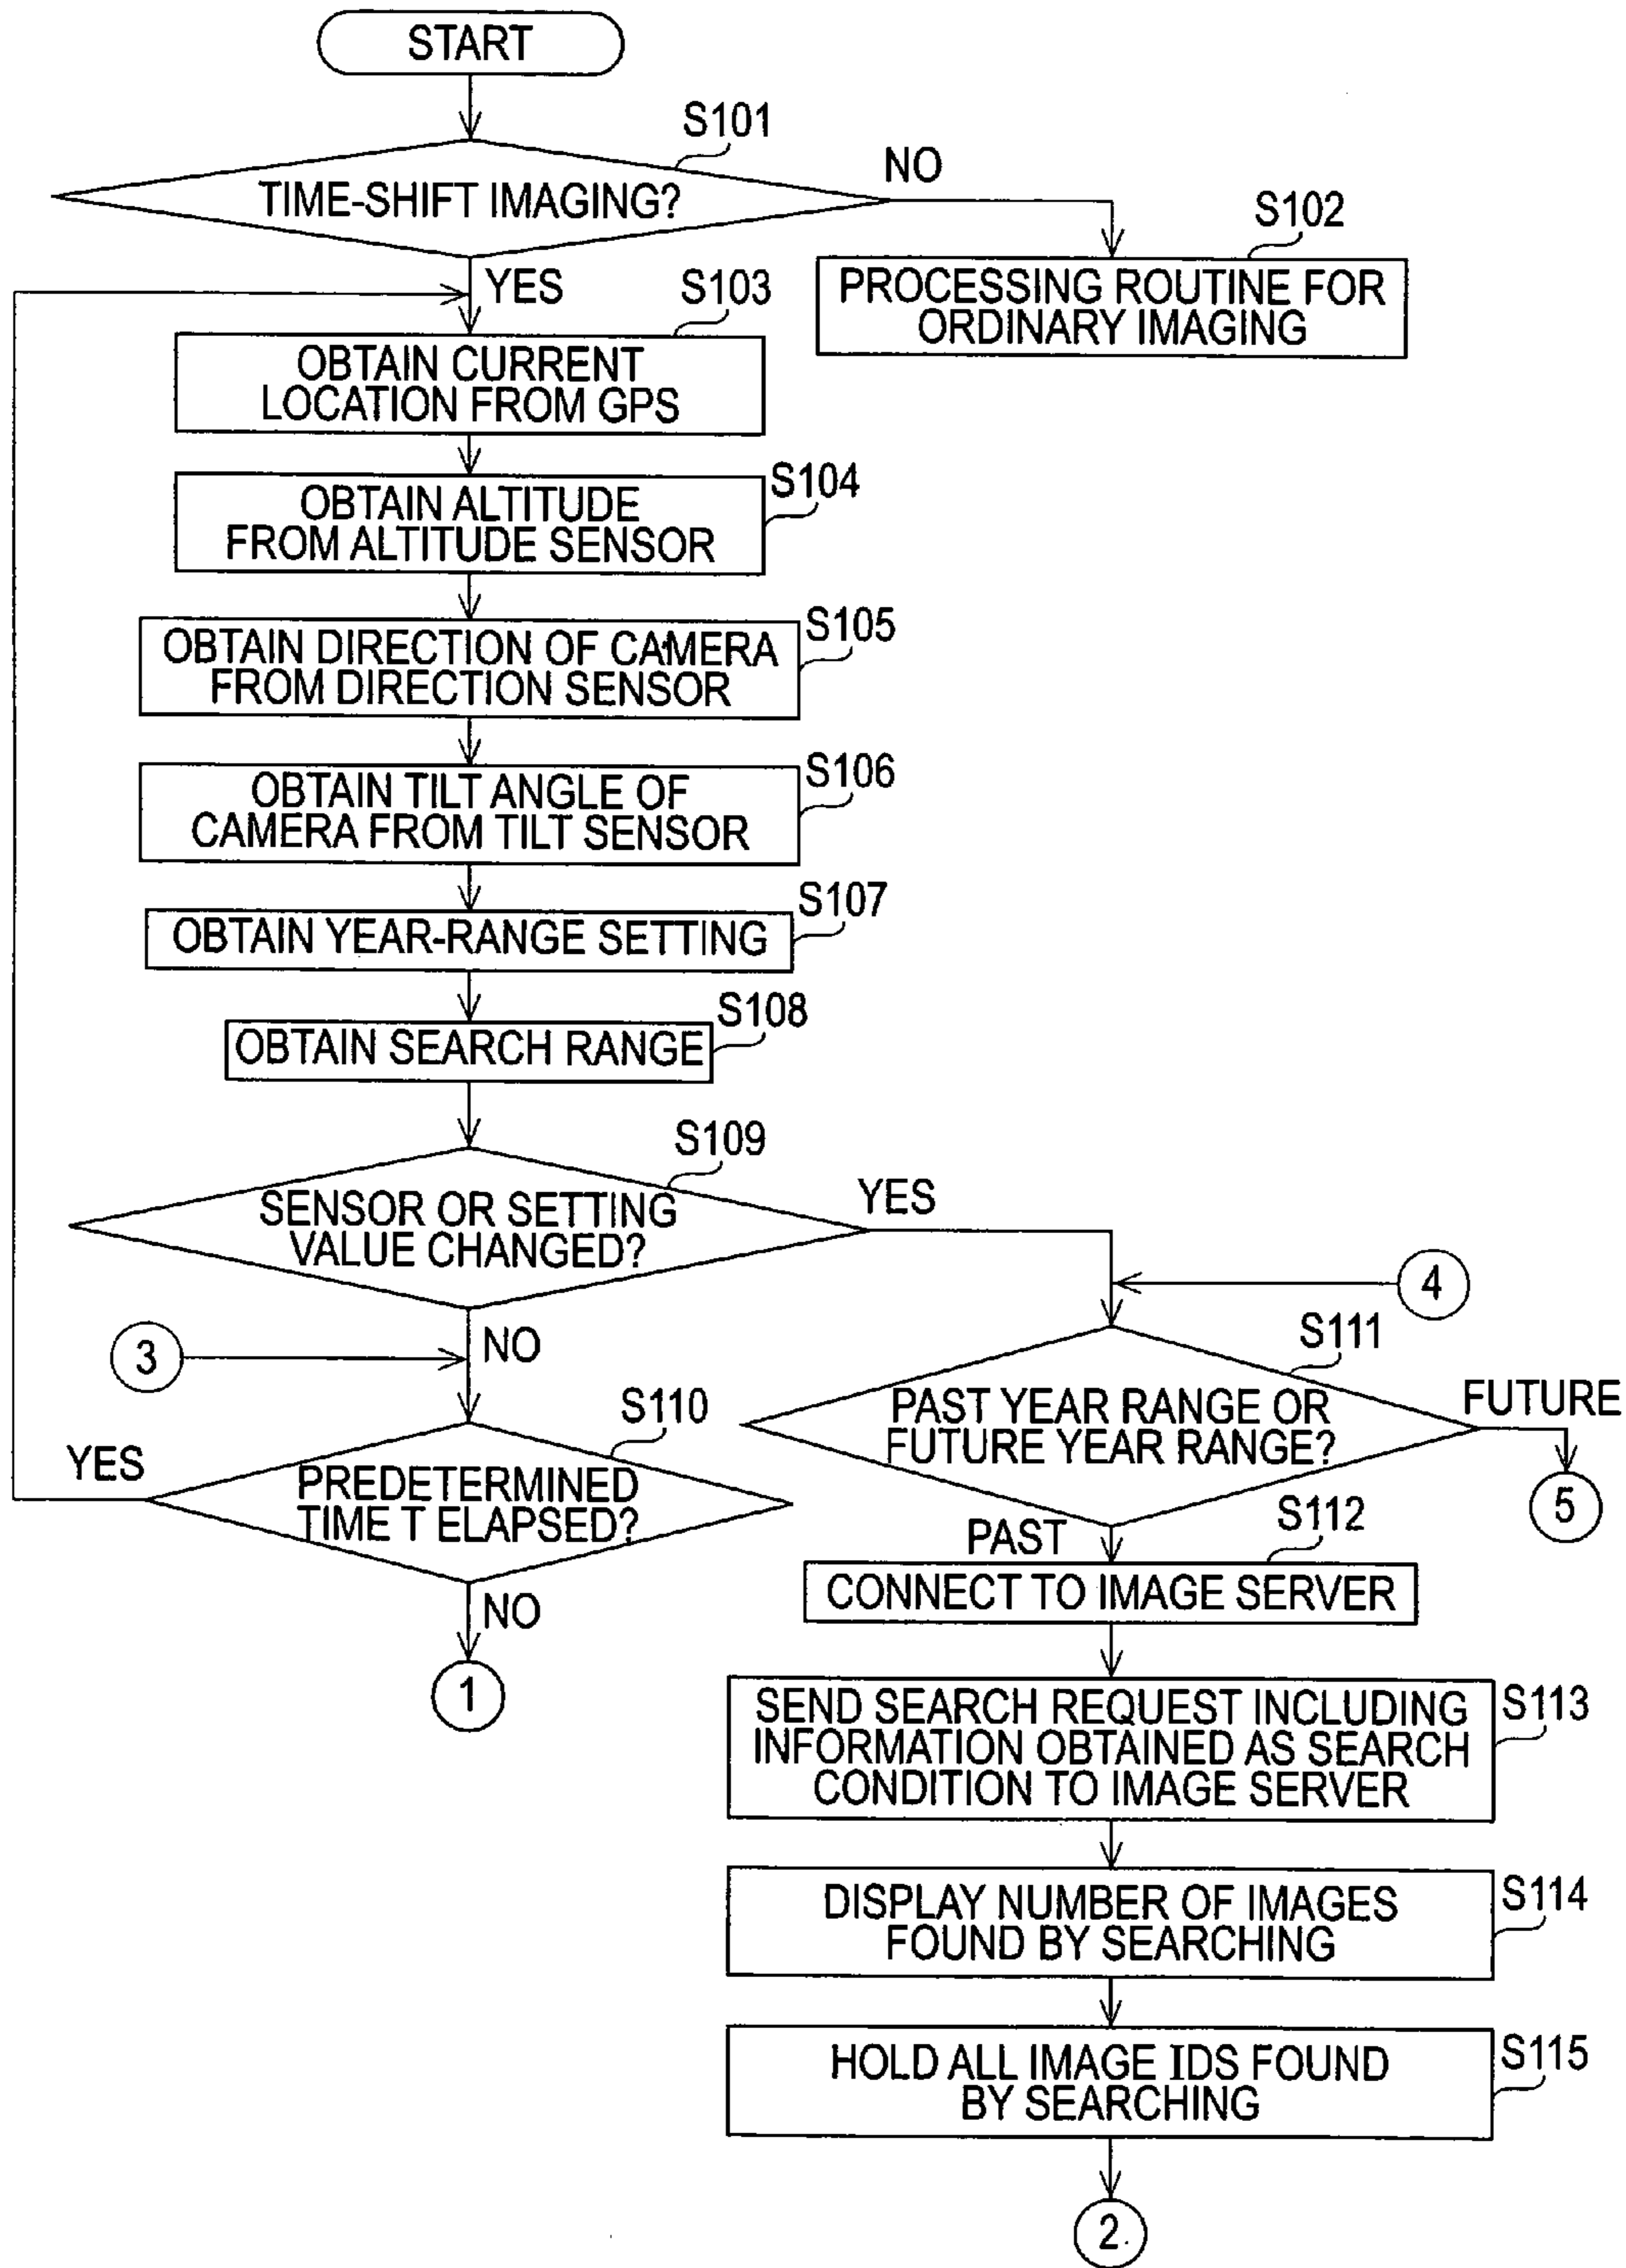 START
S101
TIME-SHIFT IMAGING?
NO
S102
PROCESSING ROUTINE FOR
ORDINARY IMAGING
YES
S103
OBTAIN CURRENT
LOCATION FROM GPS
S104
OBTAIN ALTITUDE
FROM ALTITUDE SENSOR
S105
OBTAIN DIRECTION OF CAMERA
FROM DIRECTION SENSOR
S106
OBTAIN TILT ANGLE OF
CAMERA FROM TILT SENSOR
S107
OBTAIN YEAR-RANGE SETTING
S108
OBTAIN SEARCH RANGE
S109
SENSOR OR SETTING
VALUE CHANGED?
YES
4
3
NO
S110
PREDETERMINED
TIME T ELAPSED?
YES
NO
1
S111
PAST YEAR RANGE OR
FUTURE YEAR RANGE?
FUTURE
5
PAST
S112
CONNECT TO IMAGE SERVER
S113
SEND SEARCH REQUEST INCLUDING
INFORMATION OBTAINED AS SEARCH
CONDITION TO IMAGE SERVER
S114
DISPLAY NUMBER OF IMAGES
FOUND BY SEARCHING
S115
HOLD ALL IMAGE IDS FOUND
BY SEARCHING
2